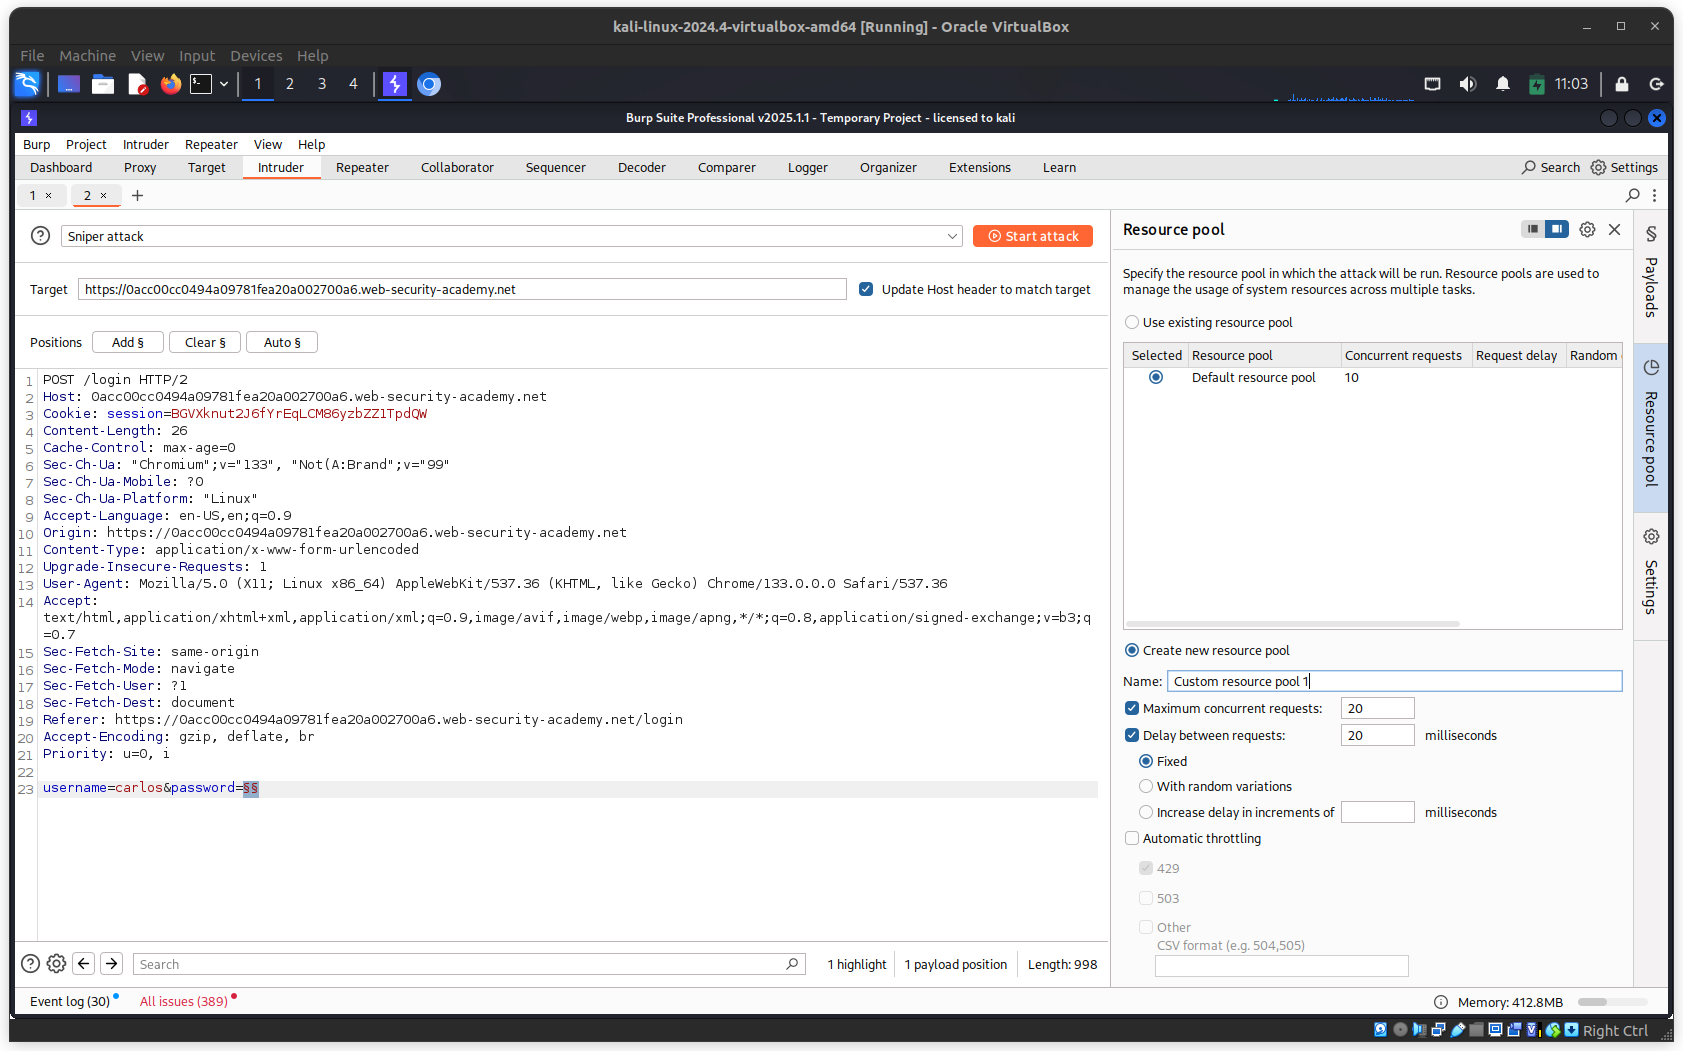 kali-linux-2024.4-virtualbox-amd64 [Running] - Oracle VirtualBox
File Machine View Input Devices Help
1 2 3 4 11:03
Burp Suite Professional v2025.1.1 - Temporary Project - licensed to kali
Burp Project Intruder Repeater View Help
Dashboard Proxy Target Intruder Repeater Collaborator Sequencer Decoder Comparer Logger Organizer Extensions Learn Search Settings
1 × 2 × +
Sniper attack Start attack
Target https://0acc00cc0494a09781fea20a002700a6.web-security-academy.net Update Host header to match target
Positions Add § Clear § Auto §
1 POST /login HTTP/2
2 Host: 0acc00cc0494a09781fea20a002700a6.web-security-academy.net
3 Cookie: session=BGVXknut2J6fYrEqLCM86yzbZZ1TpdQW
4 Content-Length: 26
5 Cache-Control: max-age=0
6 Sec-Ch-Ua: "Chromium";v="133", "Not(A:Brand";v="99"
7 Sec-Ch-Ua-Mobile: ?0
8 Sec-Ch-Ua-Platform: "Linux"
9 Accept-Language: en-US,en;q=0.9
10 Origin: https://0acc00cc0494a09781fea20a002700a6.web-security-academy.net
11 Content-Type: application/x-www-form-urlencoded
12 Upgrade-Insecure-Requests: 1
13 User-Agent: Mozilla/5.0 (X11; Linux x86_64) AppleWebKit/537.36 (KHTML, like Gecko) Chrome/133.0.0.0 Safari/537.36
14 Accept:
text/html,application/xhtml+xml,application/xml;q=0.9,image/avif,image/webp,image/apng,*/*;q=0.8,application/signed-exchange;v=b3;q
=0.7
15 Sec-Fetch-Site: same-origin
16 Sec-Fetch-Mode: navigate
17 Sec-Fetch-User: ?1
18 Sec-Fetch-Dest: document
19 Referer: https://0acc00cc0494a09781fea20a002700a6.web-security-academy.net/login
20 Accept-Encoding: gzip, deflate, br
21 Priority: u=0, i
22
23 username=carlos&password=§§
Search 1 highlight 1 payload position Length: 998
Resource pool
Specify the resource pool in which the attack will be run. Resource pools are used to
manage the usage of system resources across multiple tasks.
Use existing resource pool
Selected Resource pool Concurrent requests Request delay Random
Default resource pool 10
Create new resource pool
Name: Custom resource pool 1
Maximum concurrent requests: 20
Delay between requests: 20 milliseconds
Fixed
With random variations
Increase delay in increments of milliseconds
Automatic throttling
429
503
Other
CSV format (e.g. 504,505)
§ Payloads
Resource pool
Settings
Event log (30) All issues (389) Memory: 412.8MB
Right Ctrl